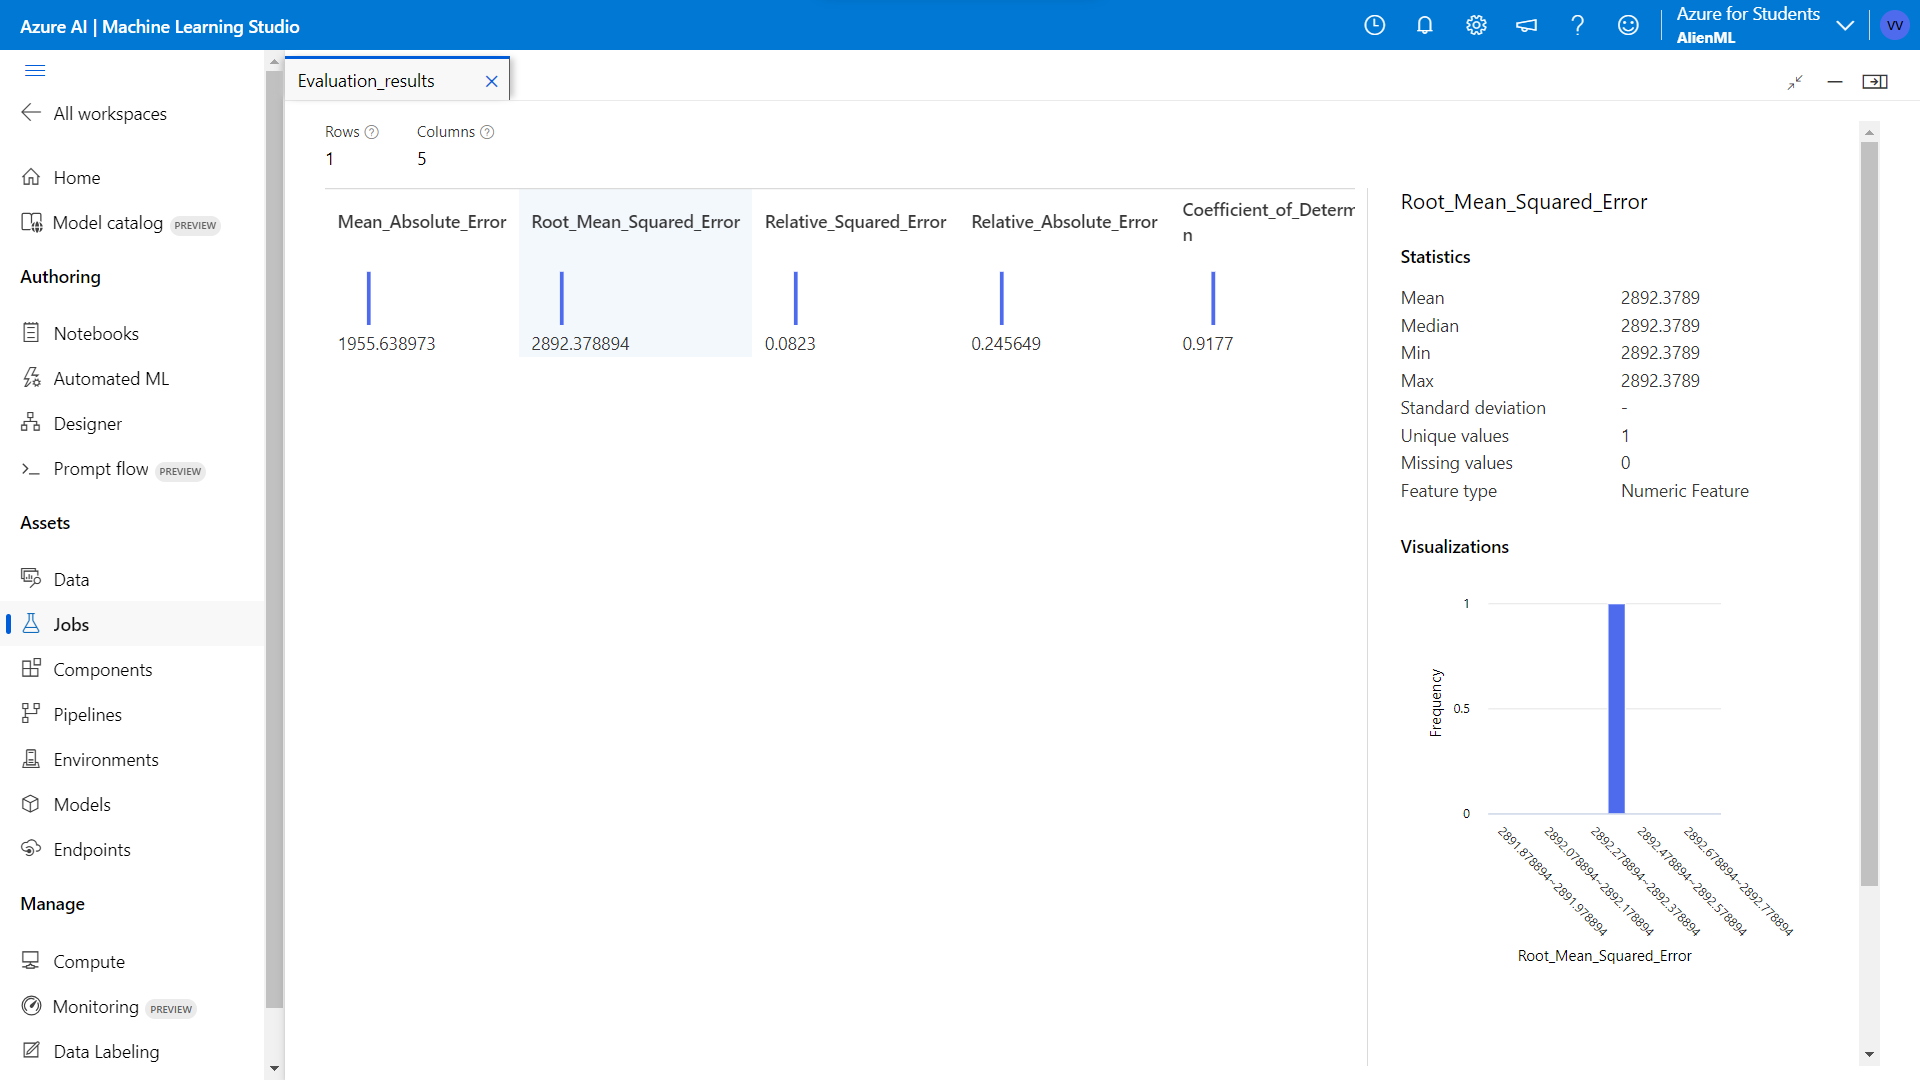 Azure AI | Machine Learning Studio
Azure for Students
AlienML
VV
All workspaces
Home
Model catalog PREVIEW
Authoring
Notebooks
Automated ML
Designer
Prompt flow PREVIEW
Assets
Data
Jobs
Components
Pipelines
Environments
Models
Endpoints
Manage
Compute
Monitoring PREVIEW
Data Labeling
Evaluation_results
Rows ? Columns ?
1 5
Mean_Absolute_Error Root_Mean_Squared_Error Relative_Squared_Error Relative_Absolute_Error Coefficient_of_Determ
n
1955.638973 2892.378894 0.0823 0.245649 0.9177
Root_Mean_Squared_Error
Statistics
Mean 2892.3789
Median 2892.3789
Min 2892.3789
Max 2892.3789
Standard deviation -
Unique values 1
Missing values 0
Feature type Numeric Feature
Visualizations
1
0.5
0
Frequency
2891.878894~2891.978894
2892.078894~2892.178894
2892.278894~2892.378894
2892.478894~2892.578894
2892.678894~2892.778894
Root_Mean_Squared_Error